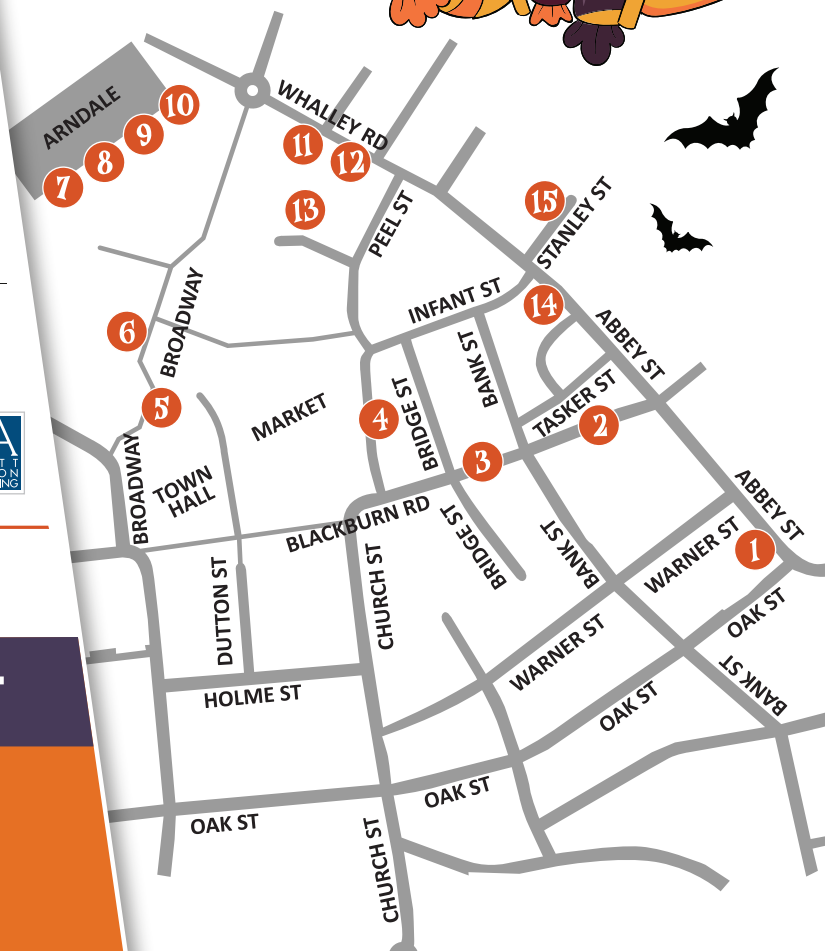 ARNDALE
10
9
8
7
WHALLEY RD
11
12
13
PEEL ST
15
STANLEY ST
14
INFANT ST
ABBEY ST
BROADWAY
6
5
MARKET
4
BRIDGE ST
BANK ST
TASKER ST
2
3
BROADWAY
TOWN
HALL
BLACKBURN RD
ABBEY ST
1
BRIDGE ST
BANK ST
WARNER ST
DUTTON ST
CHURCH ST
OAK ST
WARNER ST
BANK ST
HOLME ST
OAK ST
OAK ST
OAK ST
CHURCH ST
A